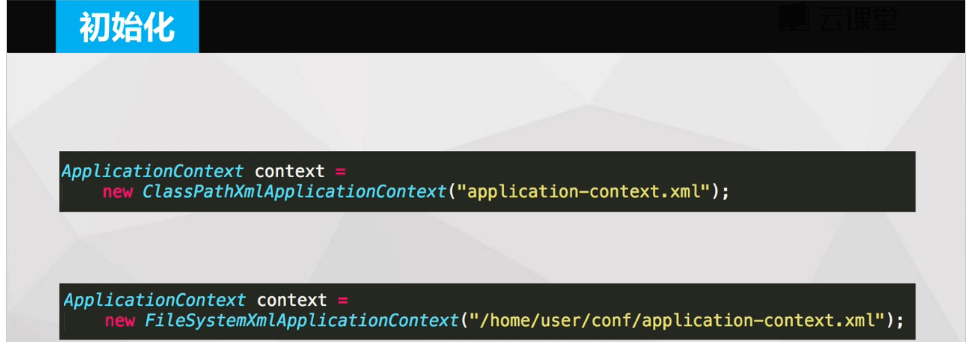 初始化
云课堂
ApplicationContext context =
new ClassPathXmlApplicationContext("application-context.xml");
ApplicationContext context =
new FileSystemXmlApplicationContext("/home/user/conf/application-context.xml");